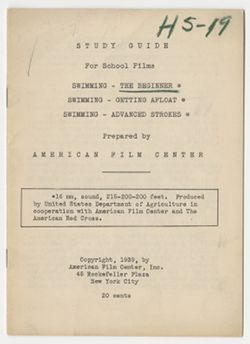 H5-19
STUDY GUIDE
For School Films
SWIMMING - THE BEGINNER *
SWIMMING - GETTING AFLOAT *
SWIMMING - ADVANCED STROKES *
Prepared by
AMERICAN FILM CENTER
*16 mm, sound, 215-200-200 feet. Produced
by United States Department of Agriculture in
cooperation with American Film Center and The
American Red Cross.
Copyright, 1939, by
American Film Center, Inc.
45 Rockefeller Plaza
New York City
20 cents